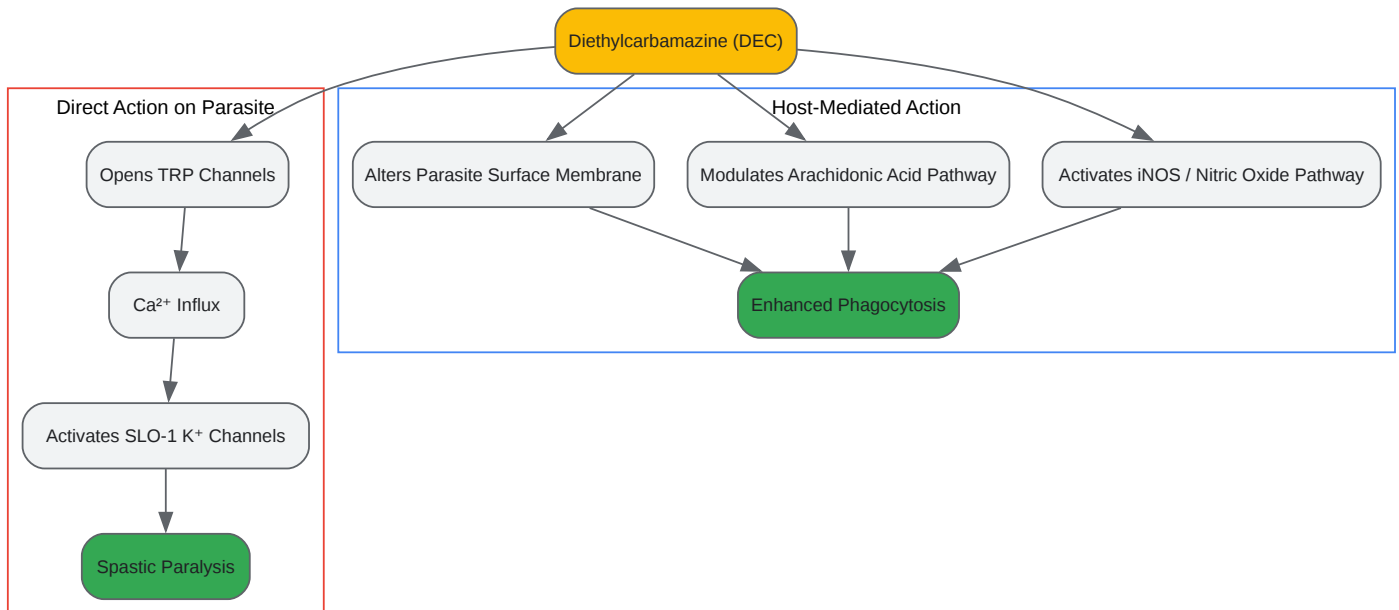 Diethylcarbamazine (DEC)
Direct Action on Parasite
Host-Mediated Action
Opens TRP Channels
Alters Parasite Surface Membrane
Modulates Arachidonic Acid Pathway
Activates iNOS / Nitric Oxide Pathway
Ca²⁺ Influx
Enhanced Phagocytosis
Activates SLO-1 K⁺ Channels
Spastic Paralysis